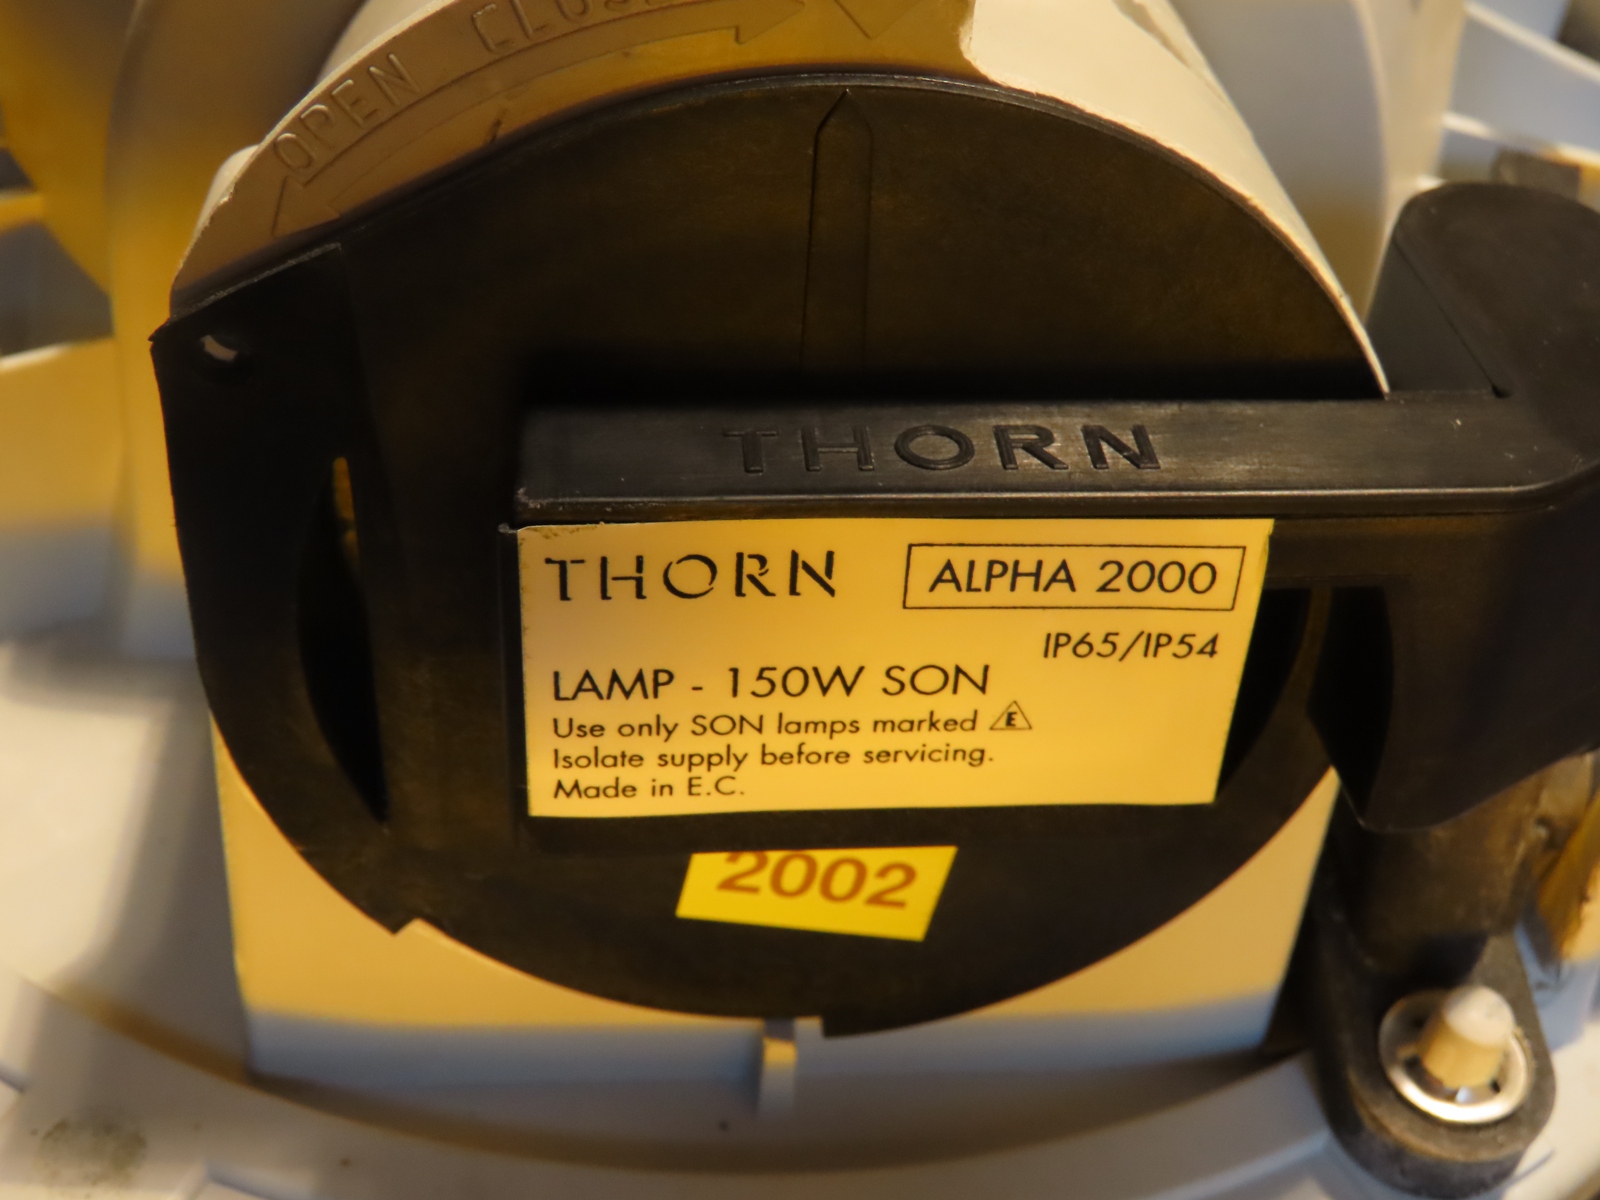 OPEN CLOSE
THORN
THORN ALPHA 2000
IP65/IP54
LAMP - 150W SON
Use only SON lamps marked E
Isolate supply before servicing.
Made in E.C.
2002